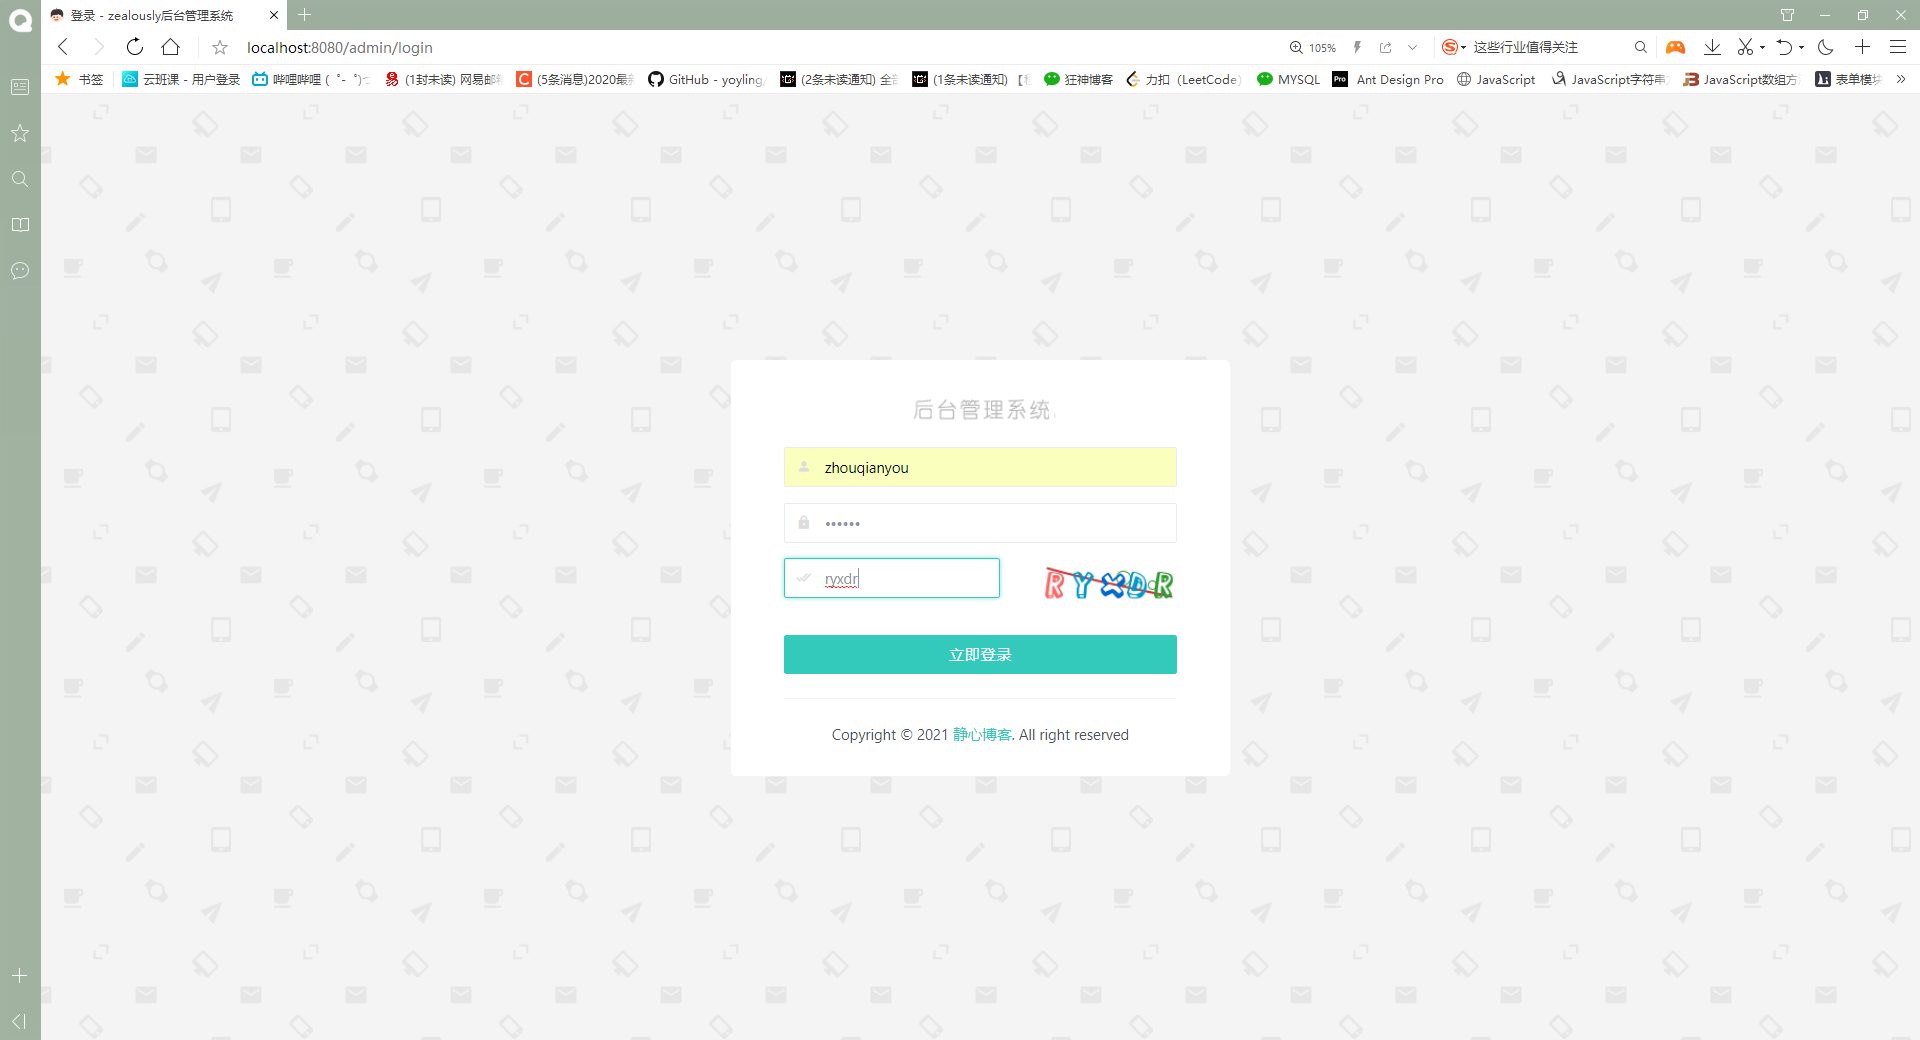 登录 - zealously后台管理系统
localhost:8080/admin/login
105%
这些行业值得关注
书签
云班课 - 用户登录
哔哩哔哩 ( ゜- ゜)つ
(1封未读) 网易邮箱
(5条消息)2020最新
GitHub - yoyling/
(2条未读通知) 全部
(1条未读通知) 【
狂神博客
力扣（LeetCode）
MYSQL
Pro
Ant Design Pro
JavaScript
JavaScript字符串
JavaScript数组方
表单模块
后台管理系统
zhouqianyou
••••••
ryxdr
RYXDR
立即登录
Copyright © 2021 静心博客. All right reserved